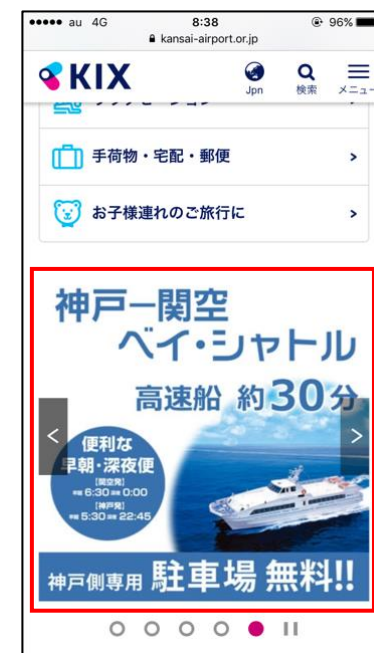 au 4G 8:38 96%
kansai-airport.or.jp
KIX
Jpn 検索 メニュー
手荷物・宅配・郵便
お子様連れのご旅行に
神戸ー関空
ベイ・シャトル
高速船 約30分
便利な
早朝・深夜便
[関空発]
6:30 0:00
[神戸発]
5:30 22:45
神戸側専用 駐車場 無料!!